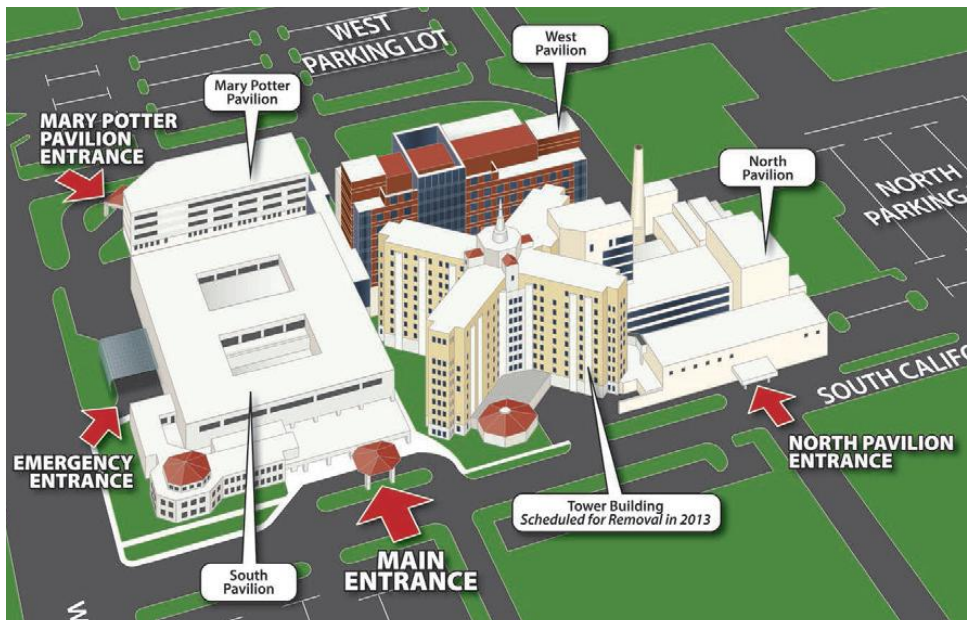 WEST
PARKING LOT
West
Pavilion
Mary Potter
Pavilion
MARY POTTER
PAVILION
ENTRANCE
North
Pavilion
NORTH
PARKING
SOUTH CALIF
NORTH PAVILION
ENTRANCE
EMERGENCY
ENTRANCE
Tower Building
Scheduled for Removal in 2013
MAIN
ENTRANCE
South
Pavilion
W